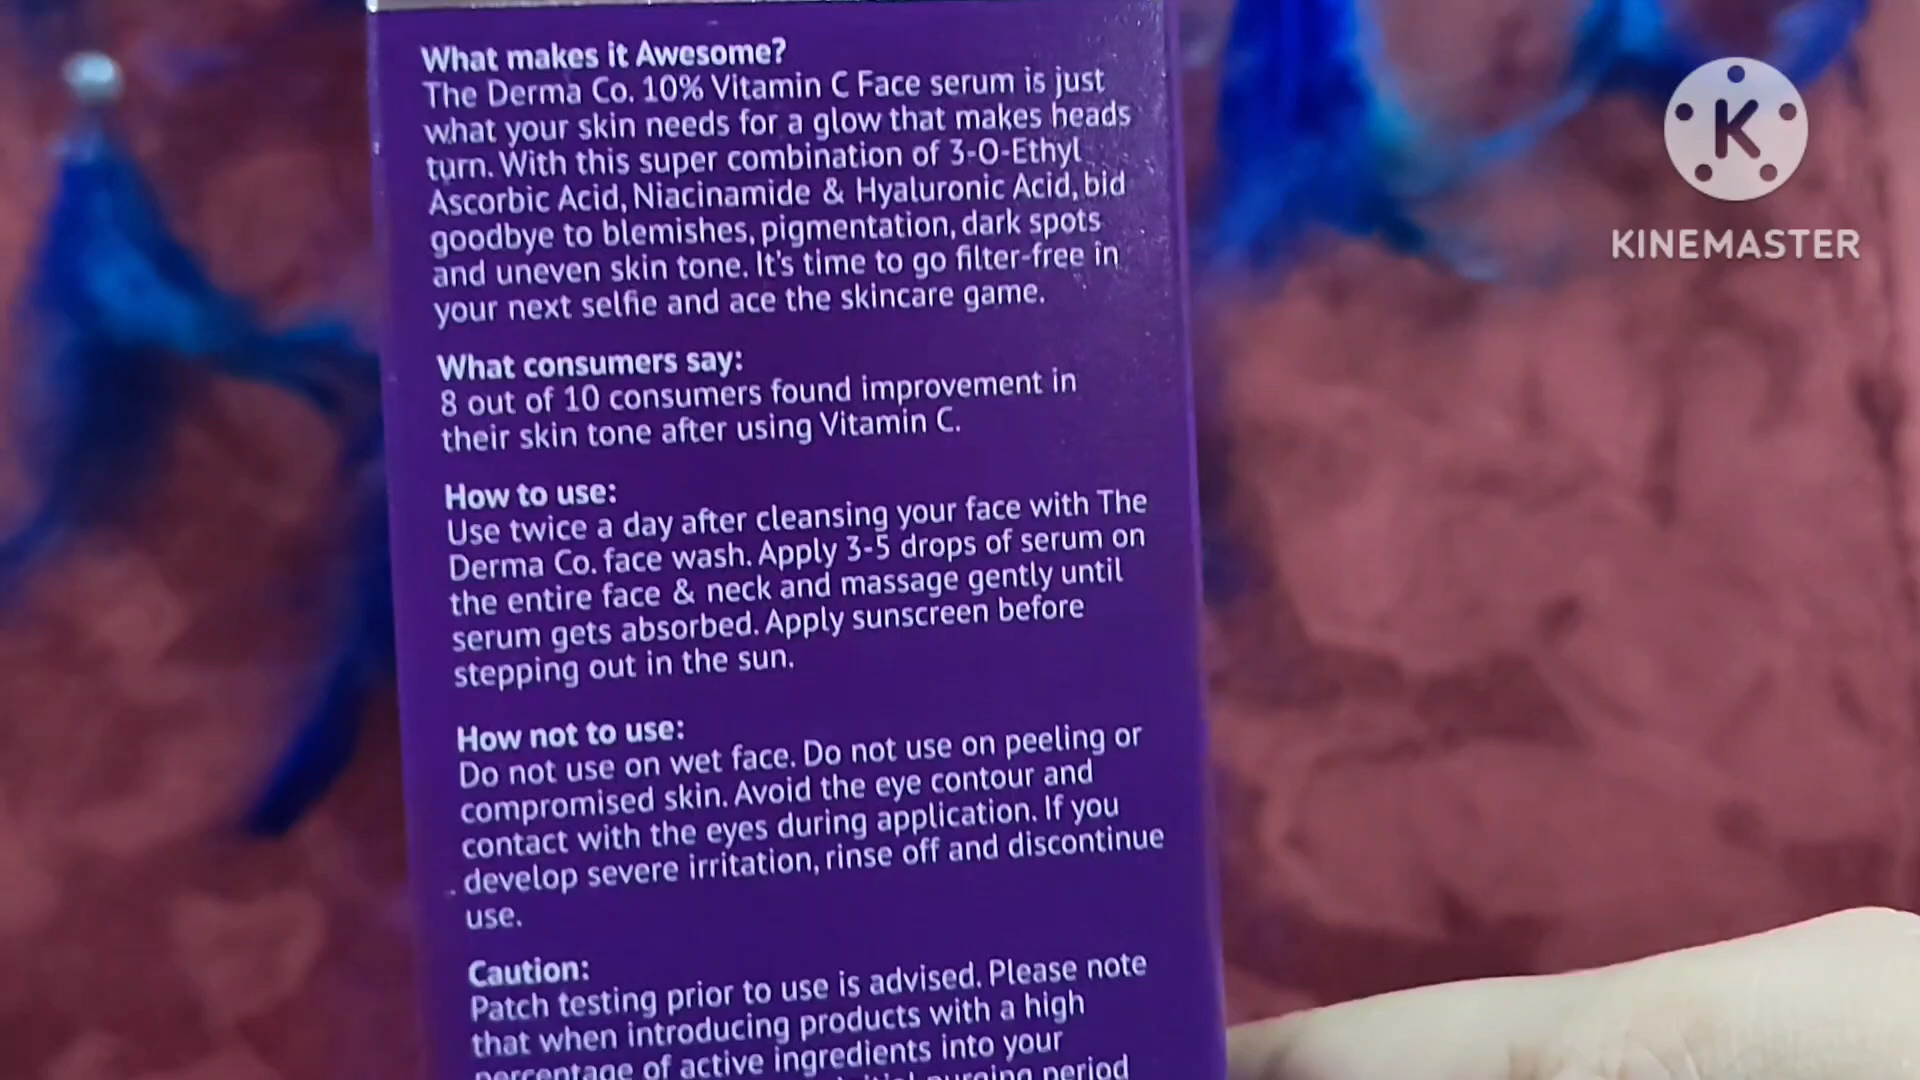 What makes it Awesome?
The Derma Co. 10% Vitamin C Face serum is just
what your skin needs for a glow that makes heads
turn. With this super combination of 3-O-Ethyl
Ascorbic Acid, Niacinamide & Hyaluronic Acid, bid
goodbye to blemishes, pigmentation, dark spots
and uneven skin tone. It's time to go filter-free in
your next selfie and ace the skincare game.
What consumers say:
8 out of 10 consumers found improvement in
their skin tone after using Vitamin C.
How to use:
Use twice a day after cleansing your face with The
Derma Co. face wash. Apply 3-5 drops of serum on
the entire face & neck and massage gently until
serum gets absorbed. Apply sunscreen before
stepping out in the sun.
How not to use:
Do not use on wet face. Do not use on peeling or
compromised skin. Avoid the eye contour and
contact with the eyes during application. If you
develop severe irritation, rinse off and discontinue
use.
Caution:
Patch testing prior to use is advised. Please note
that when introducing products with a high
percentage of active ingredients into your
purging period
K
KINEMASTER